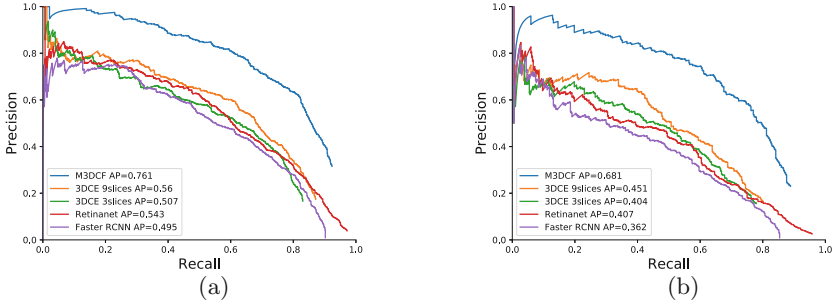 1.0
0.8
0.6
0.4
0.2
0.0
Precision
M3DCF AP=0.761
3DCE 9slices AP=0.56
3DCE 3slices AP=0.507
Retinanet AP=0,543
Faster RCNN AP=0,495
0.0 0.2 0.4 0.6 0.8 1.0
Recall
(a)
1.0
0.8
0.6
0.4
0.2
0.0
Precision
M3DCF AP=0.681
3DCE 9slices AP=0,451
3DCE 3slices AP=0,404
Retinanet AP=0,407
Faster RCNN AP=0,362
0.0 0.2 0.4 0.6 0.8 1.0
Recall
(b)